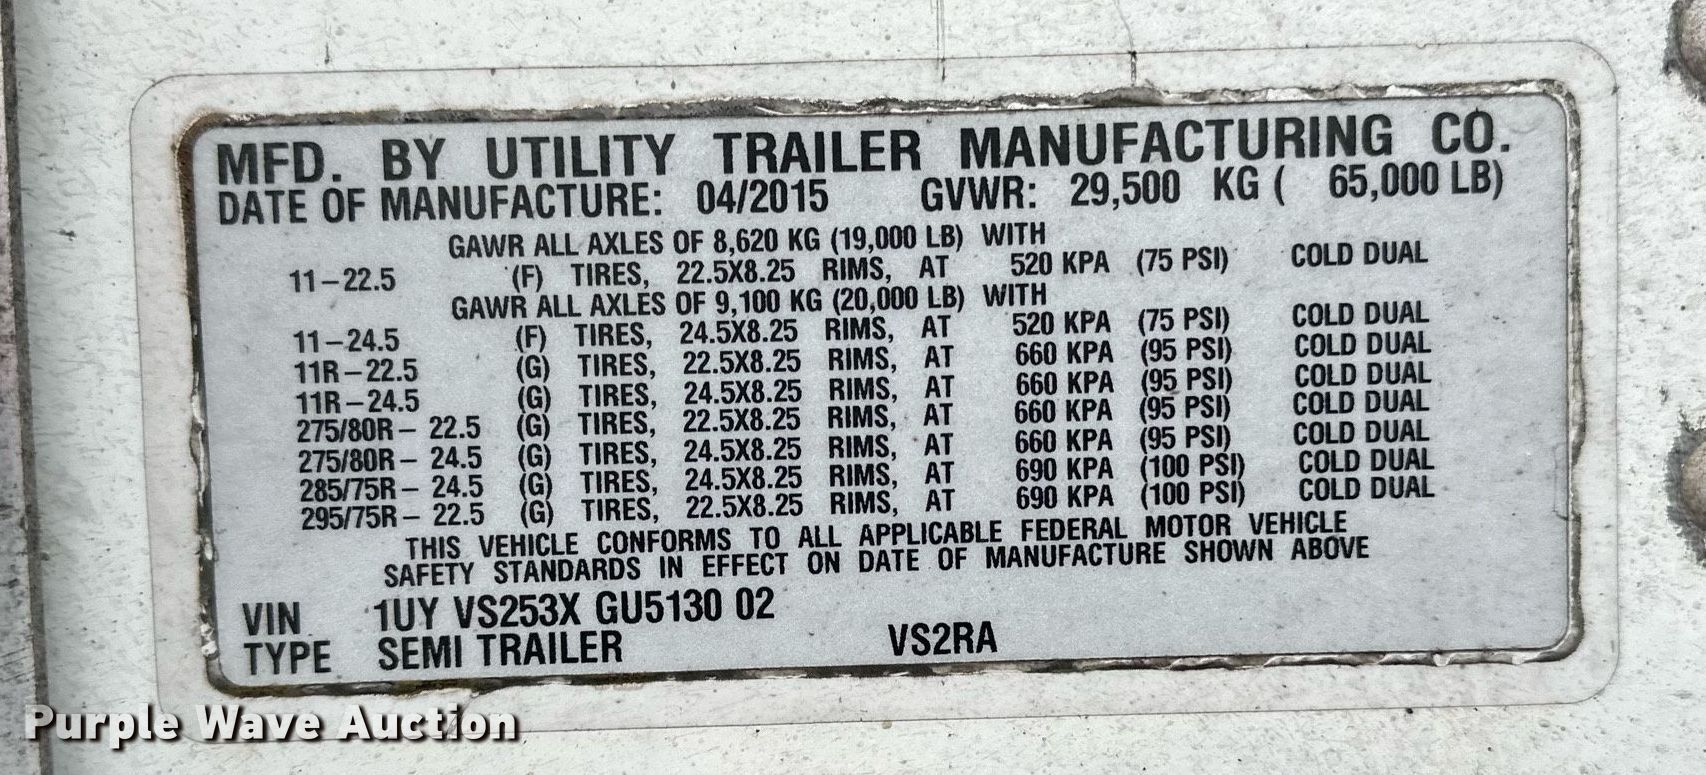 MFD. BY UTILITY TRAILER MANUFACTURING CO.
DATE OF MANUFACTURE: 04/2015 GVWR: 29,500 KG ( 65,000 LB)
GAWR ALL AXLES OF 8,620 KG (19,000 LB) WITH
11-22.5 (F) TIRES, 22.5X8.25 RIMS, AT 520 KPA (75 PSI) COLD DUAL
GAWR ALL AXLES OF 9,100 KG (20,000 LB) WITH
11-24.5 (F) TIRES, 24.5X8.25 RIMS, AT 520 KPA (75 PSI) COLD DUAL
11R-22.5 (G) TIRES, 22.5X8.25 RIMS, AT 660 KPA (95 PSI) COLD DUAL
11R-24.5 (G) TIRES, 24.5X8.25 RIMS, AT 660 KPA (95 PSI) COLD DUAL
275/80R- 22.5 (G) TIRES, 22.5X8.25 RIMS, AT 660 KPA (95 PSI) COLD DUAL
275/80R- 24.5 (G) TIRES, 24.5X8.25 RIMS, AT 660 KPA (95 PSI) COLD DUAL
285/75R- 24.5 (G) TIRES, 24.5X8.25 RIMS, AT 690 KPA (100 PSI) COLD DUAL
295/75R- 22.5 (G) TIRES, 22.5X8.25 RIMS, AT 690 KPA (100 PSI) COLD DUAL
THIS VEHICLE CONFORMS TO ALL APPLICABLE FEDERAL MOTOR VEHICLE
SAFETY STANDARDS IN EFFECT ON DATE OF MANUFACTURE SHOWN ABOVE
VIN 1UY VS253X GU5130 02
TYPE SEMI TRAILER VS2RA
Purple Wave Auction